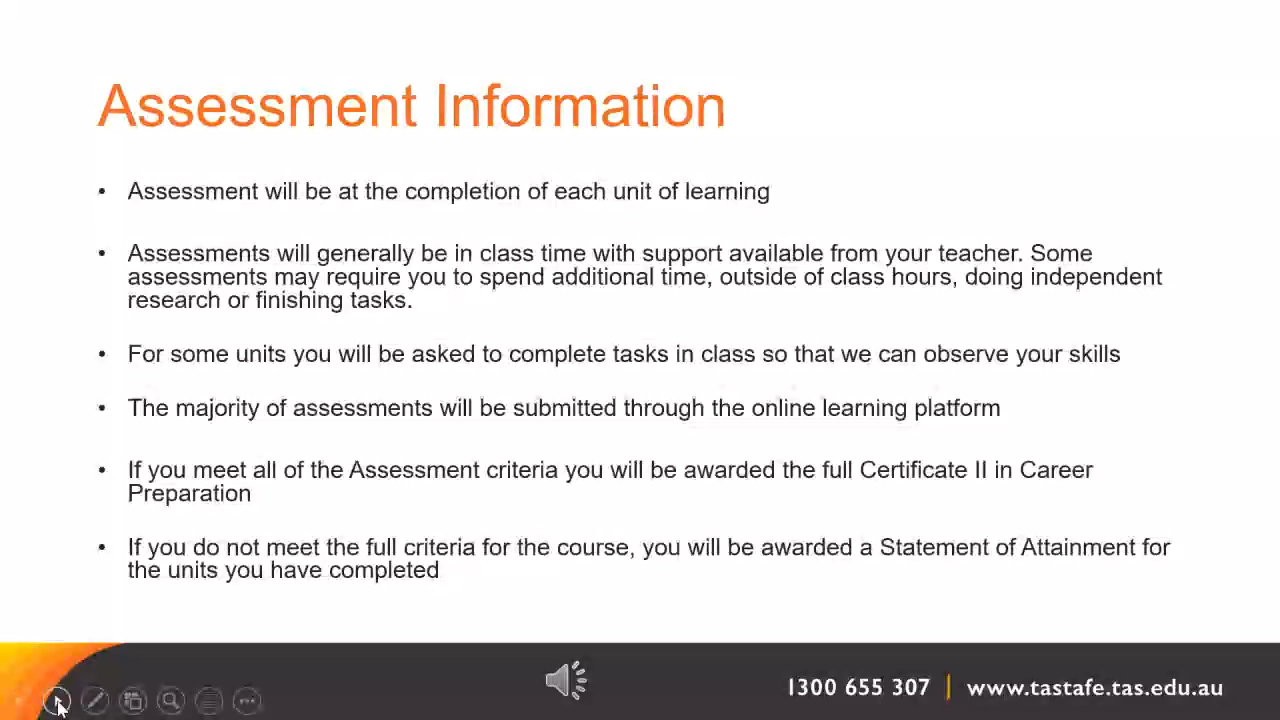 Assessment Information
• Assessment will be at the completion of each unit of learning
• Assessments will generally be in class time with support available from your teacher. Some
assessments may require you to spend additional time, outside of class hours, doing independent
research or finishing tasks.
• For some units you will be asked to complete tasks in class so that we can observe your skills
• The majority of assessments will be submitted through the online learning platform
• If you meet all of the Assessment criteria you will be awarded the full Certificate II in Career
Preparation
• If you do not meet the full criteria for the course, you will be awarded a Statement of Attainment for
the units you have completed
1300 655 307 | www.tastafe.tas.edu.au